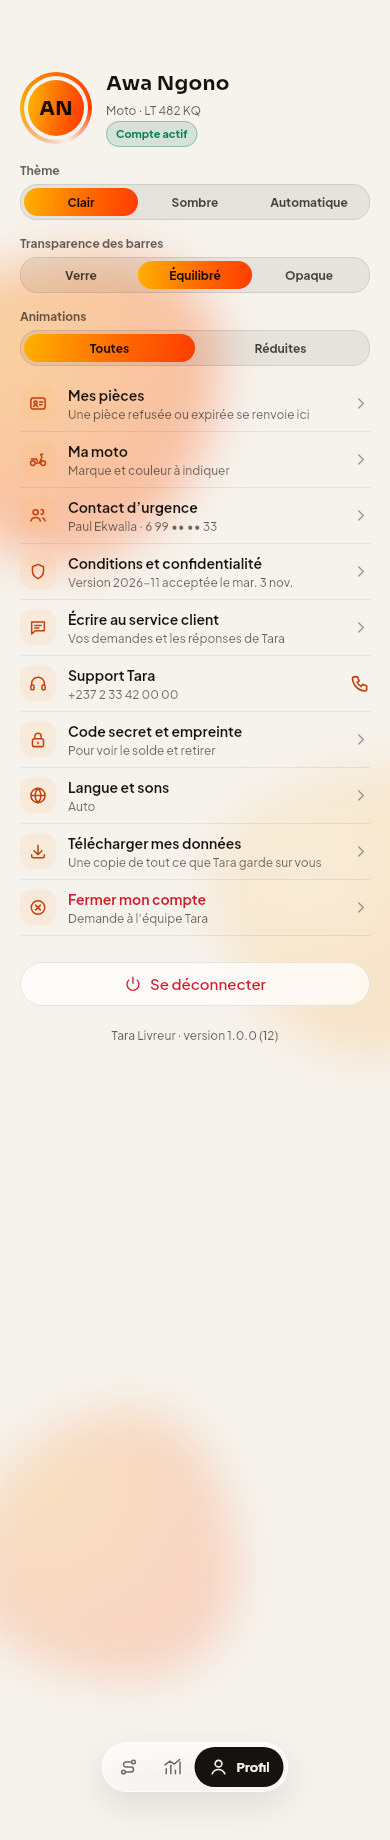 AN
Awa Ngono
Moto · LT 482 KQ
Compte actif
Thème
Clair
Sombre
Automatique
Transparence des barres
Verre
Équilibré
Opaque
Animations
Toutes
Réduites
Mes pièces
Une pièce refusée ou expirée se renvoie ici
Ma moto
Marque et couleur à indiquer
Contact d’urgence
Paul Ekwalla · 6 99 •• •• 33
Conditions et confidentialité
Version 2026-11 acceptée le mar. 3 nov.
Écrire au service client
Vos demandes et les réponses de Tara
Support Tara
+237 2 33 42 00 00
Code secret et empreinte
Pour voir le solde et retirer
Langue et sons
Auto
Télécharger mes données
Une copie de tout ce que Tara garde sur vous
Fermer mon compte
Demande à l’équipe Tara
Se déconnecter
Tara Livreur · version 1.0.0 (12)
Profil